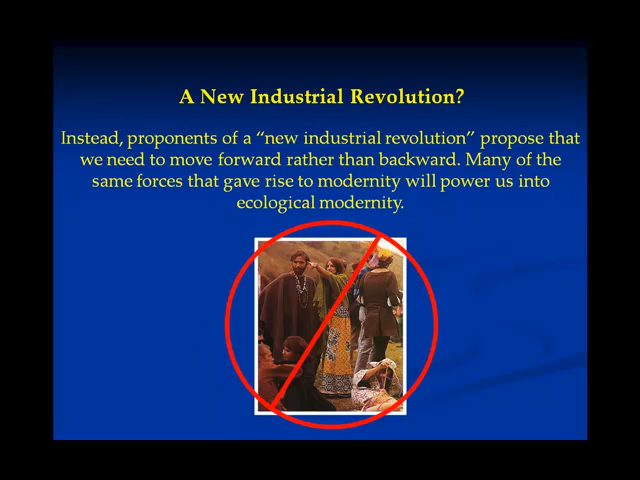 A New Industrial Revolution?
Instead, proponents of a “new industrial revolution” propose that
we need to move forward rather than backward. Many of the
same forces that gave rise to modernity will power us into
ecological modernity.